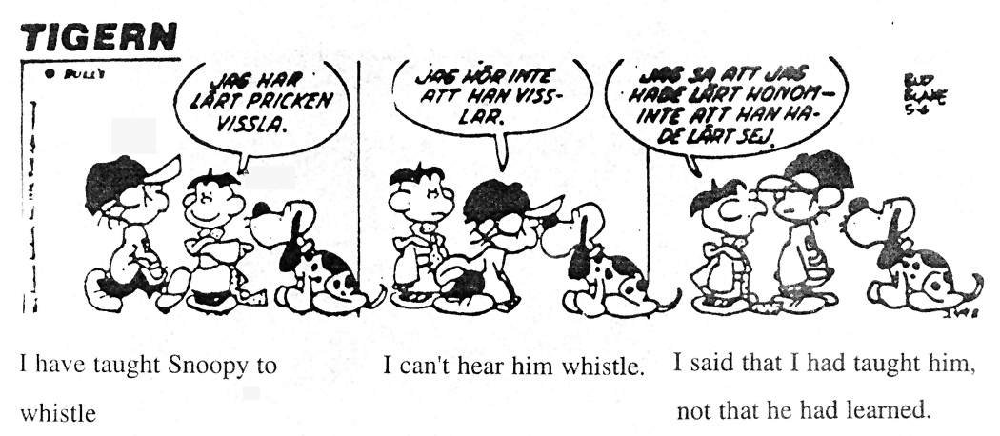 TIGERN
BULL'S
JAG HAR
LÄRT PRICKEN
VISSLA.
JAG HÖR INTE
ATT HAN VISS-
LAR.
JAG SA ATT JAG
HADE LÄRT HONOM–
INTE ATT HAN HA-
DE LÄRT SEJ.
BUD
BLAKE
I have taught Snoopy to
whistle
I can't hear him whistle.
I said that I had taught him,
not that he had learned.